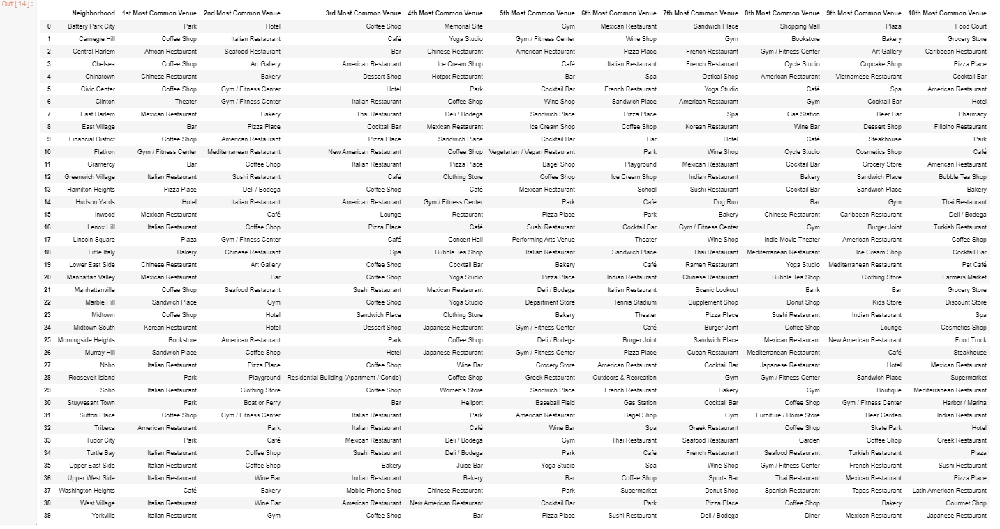 Out[14]:
Neighborhood 1st Most Common Venue 2nd Most Common Venue 3rd Most Common Venue 4th Most Common Venue 5th Most Common Venue 6th Most Common Venue 7th Most Common Venue 8th Most Common Venue 9th Most Common Venue 10th Most Common Venue
0 Battery Park City Park Hotel Coffee Shop Memorial Site Gym Mexican Restaurant Sandwich Place Shopping Mall Plaza Food Court
1 Carnegie Hill Coffee Shop Italian Restaurant Café Yoga Studio Gym / Fitness Center Wine Shop Gym Bookstore Bakery Grocery Store
2 Central Harlem African Restaurant Seafood Restaurant Bar Chinese Restaurant American Restaurant Pizza Place French Restaurant Gym / Fitness Center Art Gallery Caribbean Restaurant
3 Chelsea Coffee Shop Art Gallery American Restaurant Ice Cream Shop Café Italian Restaurant French Restaurant Cycle Studio Cupcake Shop Pizza Place
4 Chinatown Chinese Restaurant Bakery Dessert Shop Hotpot Restaurant Bar Spa Optical Shop American Restaurant Vietnamese Restaurant Cocktail Bar
5 Civic Center Coffee Shop Gym / Fitness Center Hotel Park Cocktail Bar French Restaurant Yoga Studio Café Spa American Restaurant
6 Clinton Theater Gym / Fitness Center Italian Restaurant Coffee Shop Wine Shop Sandwich Place American Restaurant Gym Cocktail Bar Hotel
7 East Harlem Mexican Restaurant Bakery Thai Restaurant Deli / Bodega Sandwich Place Pizza Place Spa Gas Station Beer Bar Pharmacy
8 East Village Bar Pizza Place Cocktail Bar Mexican Restaurant Ice Cream Shop Coffee Shop Korean Restaurant Wine Bar Dessert Shop Filipino Restaurant
9 Financial District Coffee Shop American Restaurant Pizza Place Sandwich Place Cocktail Bar Bar Hotel Café Steakhouse Park
10 Flatiron Gym / Fitness Center Mediterranean Restaurant New American Restaurant Coffee Shop Vegetarian / Vegan Restaurant Park Wine Shop Cycle Studio Cosmetics Shop Café
11 Gramercy Bar Coffee Shop Italian Restaurant Pizza Place Bagel Shop Playground Mexican Restaurant Cocktail Bar Grocery Store American Restaurant
12 Greenwich Village Italian Restaurant Sushi Restaurant Café Clothing Store Coffee Shop Ice Cream Shop Indian Restaurant Bakery Sandwich Place Bubble Tea Shop
13 Hamilton Heights Pizza Place Deli / Bodega Coffee Shop Café Mexican Restaurant School Sushi Restaurant Cocktail Bar Sandwich Place Bakery
14 Hudson Yards Hotel Italian Restaurant American Restaurant Gym / Fitness Center Park Café Dog Run Bar Gym Thai Restaurant
15 Inwood Mexican Restaurant Café Lounge Restaurant Pizza Place Park Bakery Chinese Restaurant Caribbean Restaurant Deli / Bodega
16 Lenox Hill Italian Restaurant Coffee Shop Pizza Place Café Sushi Restaurant Cocktail Bar Gym / Fitness Center Gym Burger Joint Turkish Restaurant
17 Lincoln Square Plaza Gym / Fitness Center Café Concert Hall Performing Arts Venue Theater Wine Shop Indie Movie Theater American Restaurant Coffee Shop
18 Little Italy Bakery Chinese Restaurant Spa Bubble Tea Shop Italian Restaurant Sandwich Place Thai Restaurant Mediterranean Restaurant Ice Cream Shop Cocktail Bar
19 Lower East Side Chinese Restaurant Art Gallery Coffee Shop Cocktail Bar Bakery Café Ramen Restaurant Yoga Studio Mediterranean Restaurant Pet Café
20 Manhattan Valley Mexican Restaurant Bar Coffee Shop Yoga Studio Pizza Place Indian Restaurant Chinese Restaurant Bubble Tea Shop Clothing Store Farmers Market
21 Manhattanville Coffee Shop Seafood Restaurant Sushi Restaurant Mexican Restaurant Deli / Bodega Italian Restaurant Scenic Lookout Bank Bar Grocery Store
22 Marble Hill Sandwich Place Gym Coffee Shop Yoga Studio Department Store Tennis Stadium Supplement Shop Donut Shop Kids Store Discount Store
23 Midtown Coffee Shop Hotel Sandwich Place Clothing Store Bakery Theater Pizza Place Sushi Restaurant Indian Restaurant Spa
24 Midtown South Korean Restaurant Hotel Dessert Shop Japanese Restaurant Gym / Fitness Center Café Burger Joint Coffee Shop Lounge Cosmetics Shop
25 Morningside Heights Bookstore American Restaurant Park Coffee Shop Deli / Bodega Burger Joint Sandwich Place Mexican Restaurant New American Restaurant Food Truck
26 Murray Hill Sandwich Place Coffee Shop Hotel Japanese Restaurant Gym / Fitness Center Pizza Place Cuban Restaurant Mediterranean Restaurant Café Steakhouse
27 Noho Italian Restaurant Pizza Place Coffee Shop Wine Bar Grocery Store American Restaurant Cocktail Bar Japanese Restaurant Hotel Mexican Restaurant
28 Roosevelt Island Park Playground Residential Building (Apartment / Condo) Coffee Shop Greek Restaurant Outdoors & Recreation Gym Gym / Fitness Center Sandwich Place Supermarket
29 Soho Italian Restaurant Clothing Store Coffee Shop Women's Store Sandwich Place French Restaurant Bakery Gym Boutique Mediterranean Restaurant
30 Stuyvesant Town Park Boat or Ferry Bar Heliport Baseball Field Gas Station Cocktail Bar Coffee Shop Gym / Fitness Center Harbor / Marina
31 Sutton Place Coffee Shop Gym / Fitness Center Italian Restaurant Park American Restaurant Bagel Shop Gym Furniture / Home Store Beer Garden Indian Restaurant
32 Tribeca American Restaurant Park Italian Restaurant Café Wine Bar Spa Greek Restaurant Coffee Shop Skate Park Hotel
33 Tudor City Park Café Mexican Restaurant Deli / Bodega Gym Thai Restaurant Seafood Restaurant Garden Coffee Shop Greek Restaurant
34 Turtle Bay Italian Restaurant Coffee Shop Sushi Restaurant Deli / Bodega Park Café French Restaurant Seafood Restaurant Turkish Restaurant Plaza
35 Upper East Side Italian Restaurant Coffee Shop Bakery Juice Bar Yoga Studio Spa Wine Shop Gym / Fitness Center French Restaurant Sushi Restaurant
36 Upper West Side Italian Restaurant Wine Bar Indian Restaurant Bakery Bar Coffee Shop Sports Bar Thai Restaurant Mexican Restaurant Pizza Place
37 Washington Heights Café Bakery Mobile Phone Shop Chinese Restaurant Park Supermarket Donut Shop Spanish Restaurant Tapas Restaurant Latin American Restaurant
38 West Village Italian Restaurant Wine Bar American Restaurant New American Restaurant Cocktail Bar Park Pizza Place Coffee Shop Bakery Gourmet Shop
39 Yorkville Italian Restaurant Gym Coffee Shop Bar Pizza Place Sushi Restaurant Deli / Bodega Diner Mexican Restaurant Japanese Restaurant